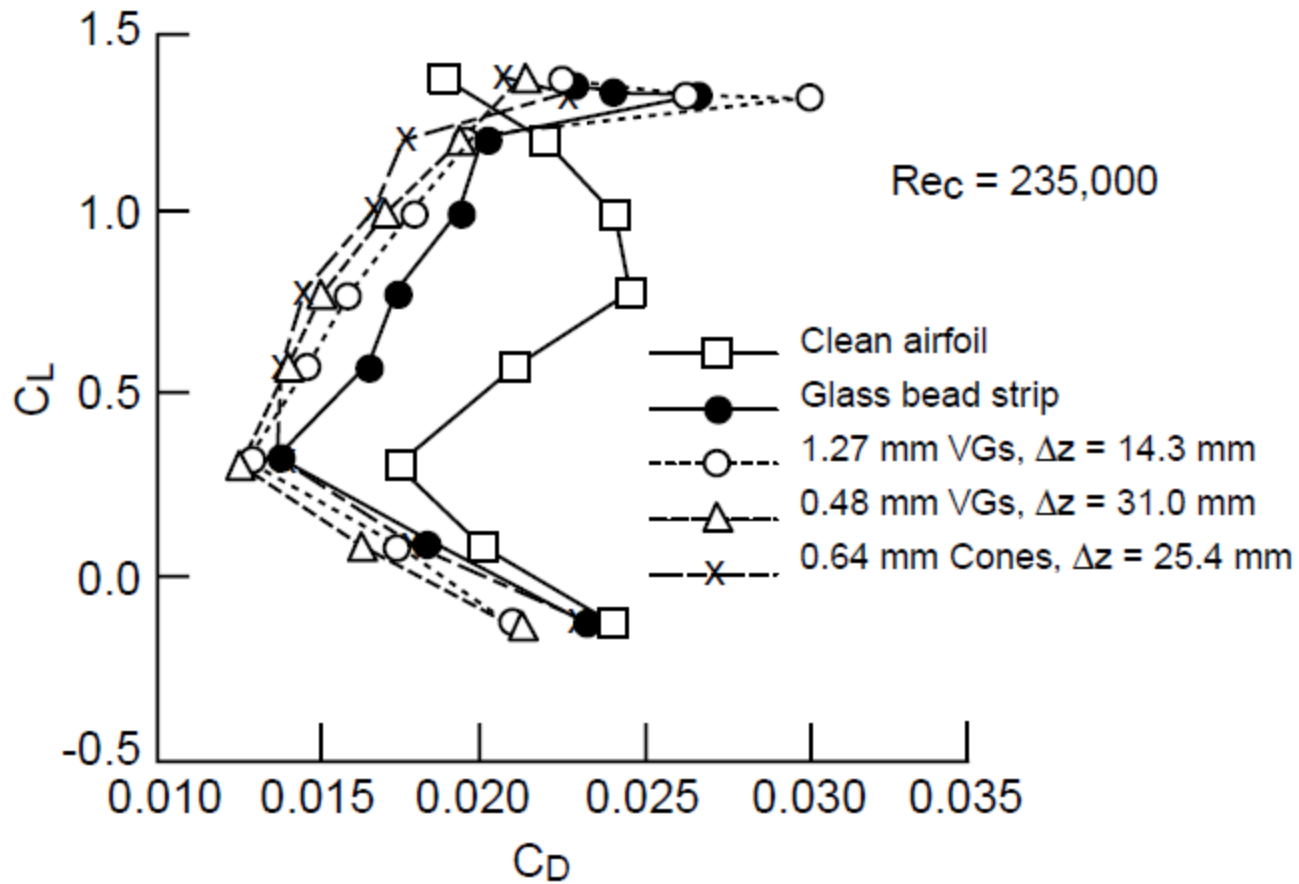 1.5
1.0
0.5
0.0
-0.5
CL
Rec = 235,000
Clean airfoil
Glass bead strip
1.27 mm VGs, Δz = 14.3 mm
0.48 mm VGs, Δz = 31.0 mm
0.64 mm Cones, Δz = 25.4 mm
0.010 0.015 0.020 0.025 0.030 0.035
CD